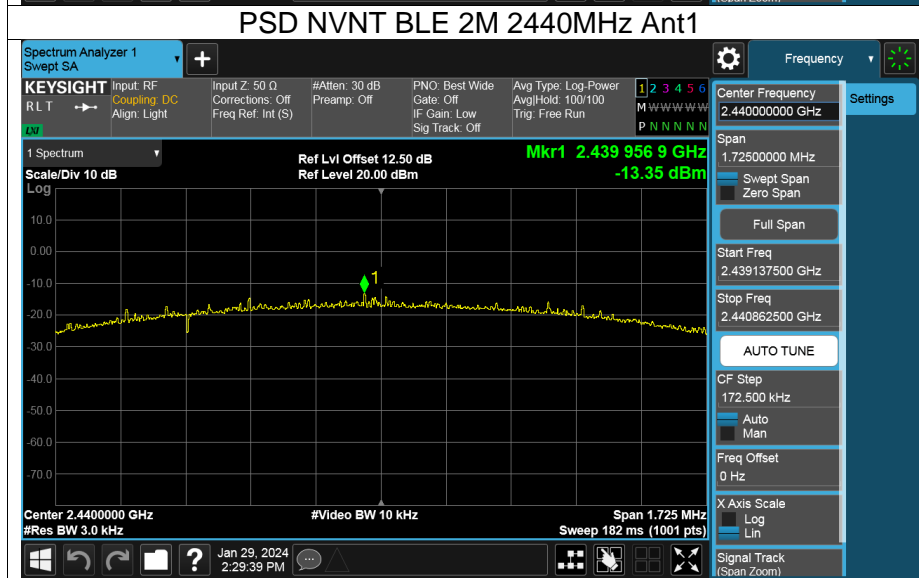 (Span Zoom)
PSD NVNT BLE 2M 2440MHz Ant1
Spectrum Analyzer 1
Swept SA
+
Frequency
KEYSIGHT
R L T
LXI
Input: RF
Coupling: DC
Align: Light
Input Z: 50 Ω
Corrections: Off
Freq Ref: Int (S)
#Atten: 30 dB
Preamp: Off
PNO: Best Wide
Gate: Off
IF Gain: Low
Sig Track: Off
Avg Type: Log-Power
Avg|Hold: 100/100
Trig: Free Run
1 2 3 4 5 6
M W W W W W
P N N N N N
1 Spectrum
Scale/Div 10 dB
Log
Ref Lvl Offset 12.50 dB
Ref Level 20.00 dBm
Mkr1 2.439 956 9 GHz
-13.35 dBm
10.0
0.00
-10.0
-20.0
-30.0
-40.0
-50.0
-60.0
-70.0
1
Center 2.4400000 GHz
#Res BW 3.0 kHz
#Video BW 10 kHz
Span 1.725 MHz
Sweep 182 ms (1001 pts)
Center Frequency
2.440000000 GHz
Settings
Span
1.72500000 MHz
Swept Span
Zero Span
Full Span
Start Freq
2.439137500 GHz
Stop Freq
2.440862500 GHz
AUTO TUNE
CF Step
172.500 kHz
Auto
Man
Freq Offset
0 Hz
X Axis Scale
Log
Lin
Signal Track
(Span Zoom)
?
Jan 29, 2024
2:29:39 PM